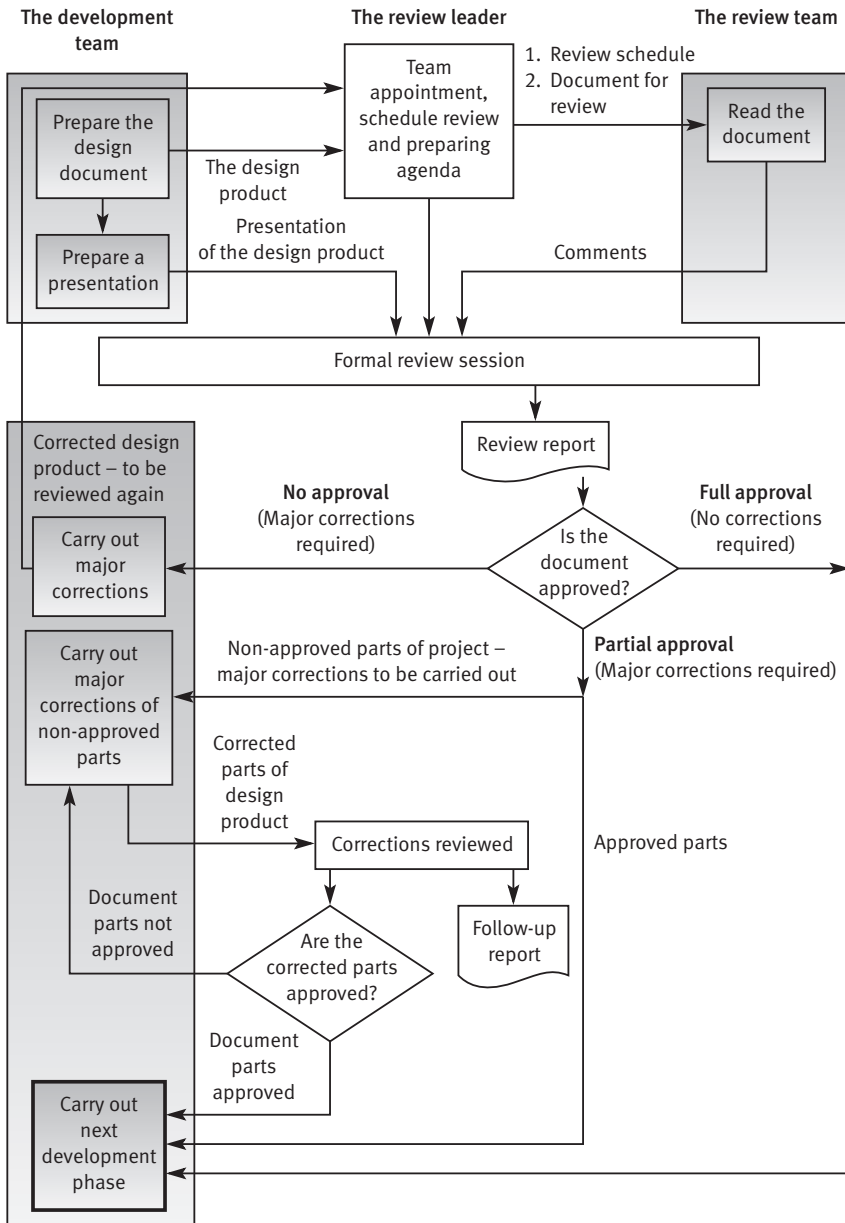 The development
team
The review leader
The review team
Prepare the
design
document
Team
appointment,
schedule review
and preparing
agenda
1. Review schedule
2. Document for
review
Read the
document
The design
product
Presentation
of the design product
Prepare a
presentation
Comments
Formal review session
Review report
Corrected design
product – to be
reviewed again
No approval
(Major corrections
required)
Full approval
(No corrections
required)
Is the
document
approved?
Carry out
major
corrections
Partial approval
(Major corrections required)
Non-approved parts of project –
major corrections to be carried out
Carry out
major
corrections of
non-approved
parts
Corrected
parts of
design
product
Corrections reviewed
Approved parts
Document
parts not
approved
Are the
corrected parts
approved?
Follow-up
report
Document
parts
approved
Carry out
next
development
phase